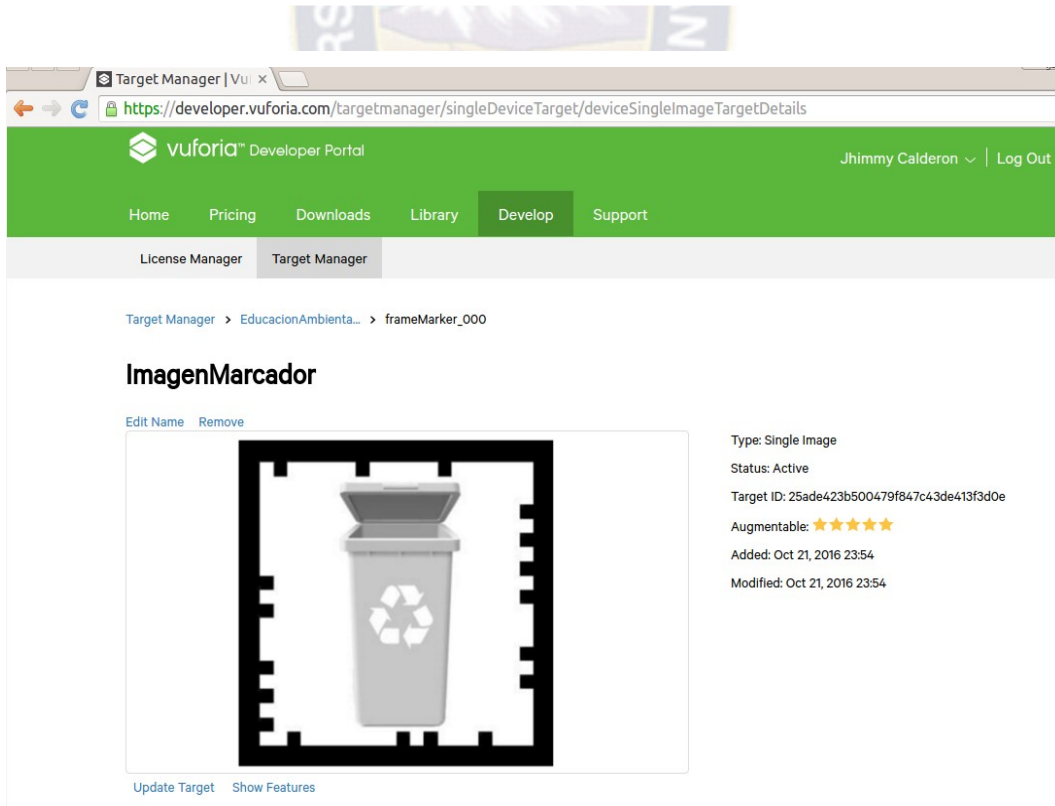 Target Manager | Vu
https://developer.vuforia.com/targetmanager/singleDeviceTarget/deviceSingleImageTargetDetails
vuforia™ Developer Portal
Jhimmy Calderon | Log Out
Home Pricing Downloads Library Develop Support
License Manager Target Manager
Target Manager > EducacionAmbienta... > frameMarker_000
ImagenMarcador
Edit Name Remove
Type: Single Image
Status: Active
Target ID: 25ade423b500479f847c43de413f3d0e
Augmentable:
Added: Oct 21, 2016 23:54
Modified: Oct 21, 2016 23:54
Update Target Show Features